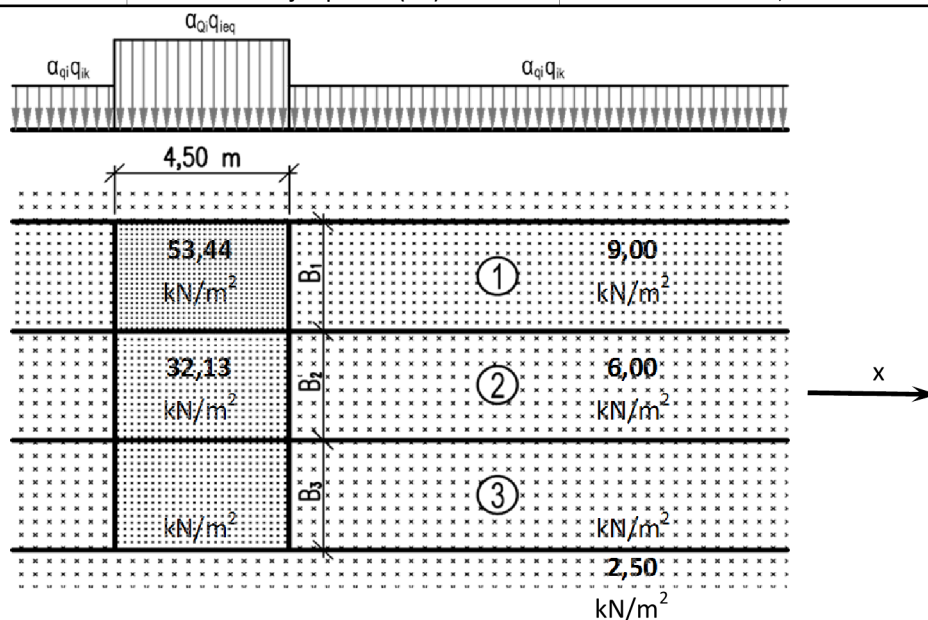 α_Qi q_ieq
α_qi q_ik α_qi q_ik
4,50 m
53,44 9,00
kN/m² B₁ 1 kN/m²
32,13 6,00
kN/m² B₂ 2 kN/m²
x
B₃ 3
kN/m² kN/m²
2,50
kN/m²